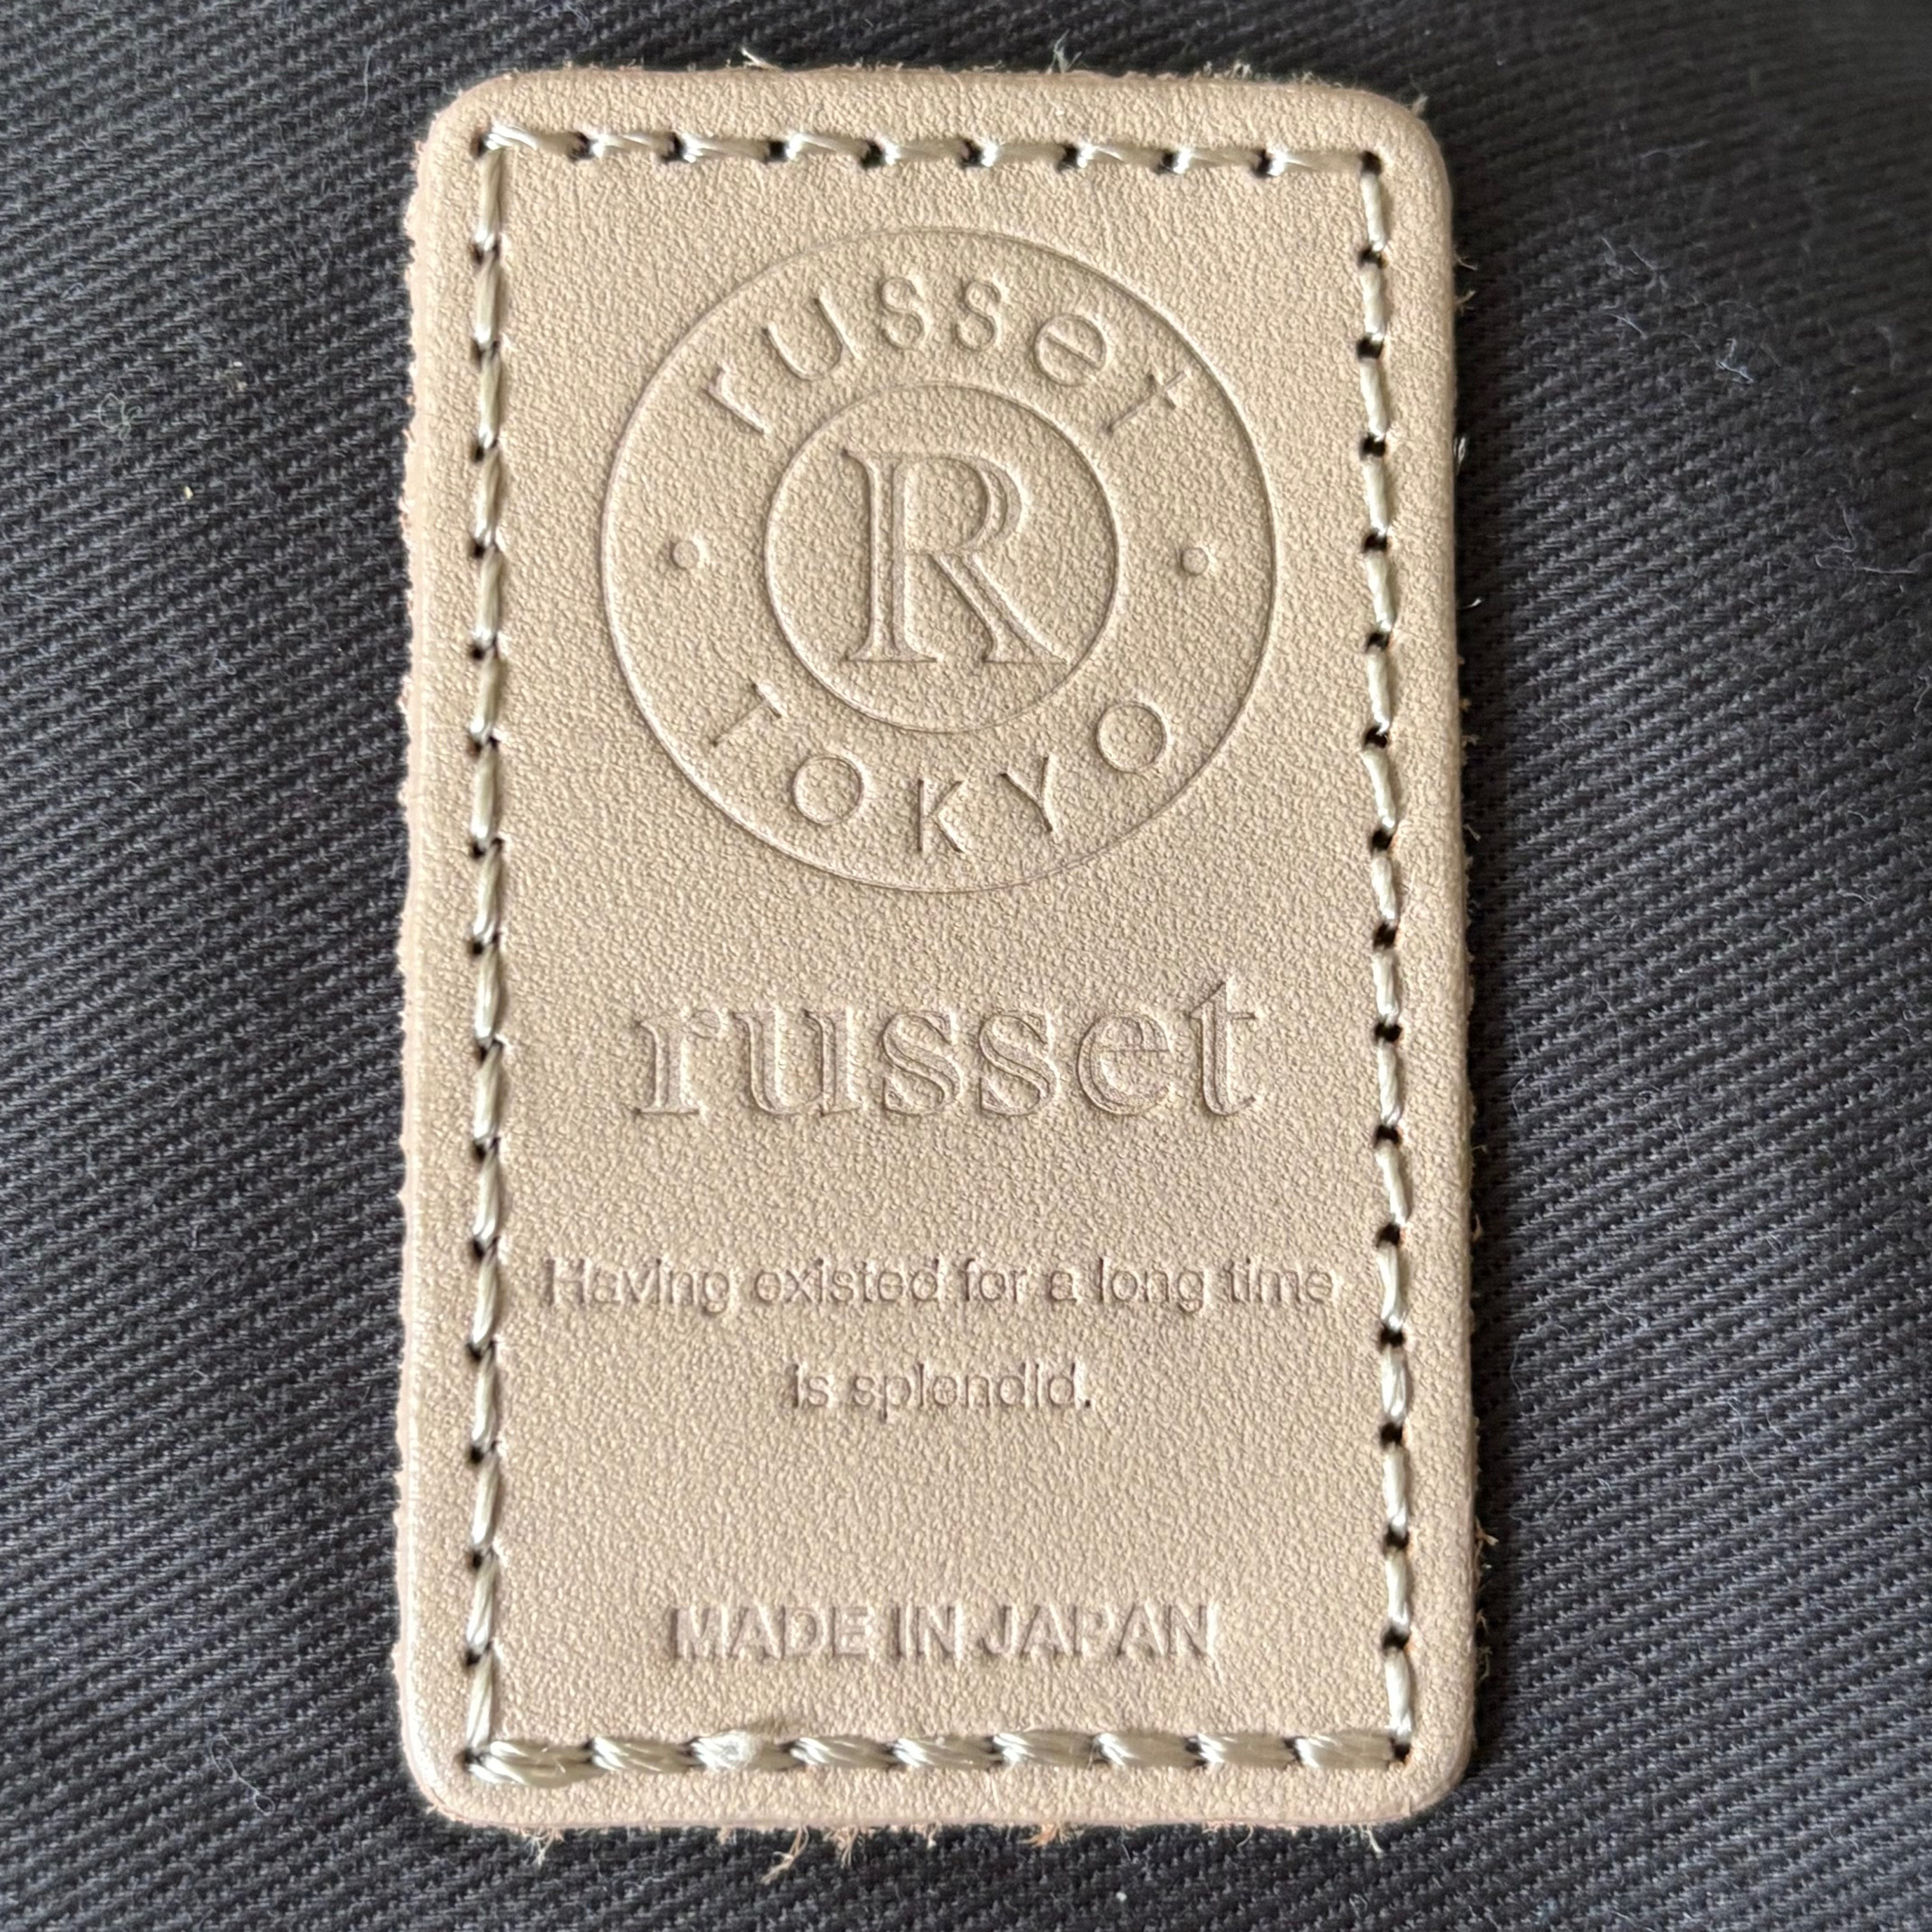 russet
R
TOKYO
russet
Having existed for a long time
is splendid.
MADE IN JAPAN